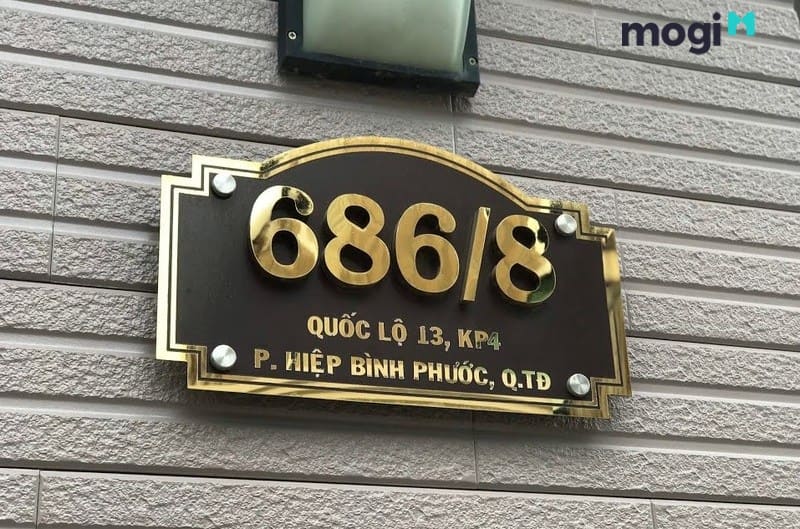 mogi
686/8
QUỐC LỘ 13, KP4
P. HIỆP BÌNH PHƯỚC, Q.TĐ